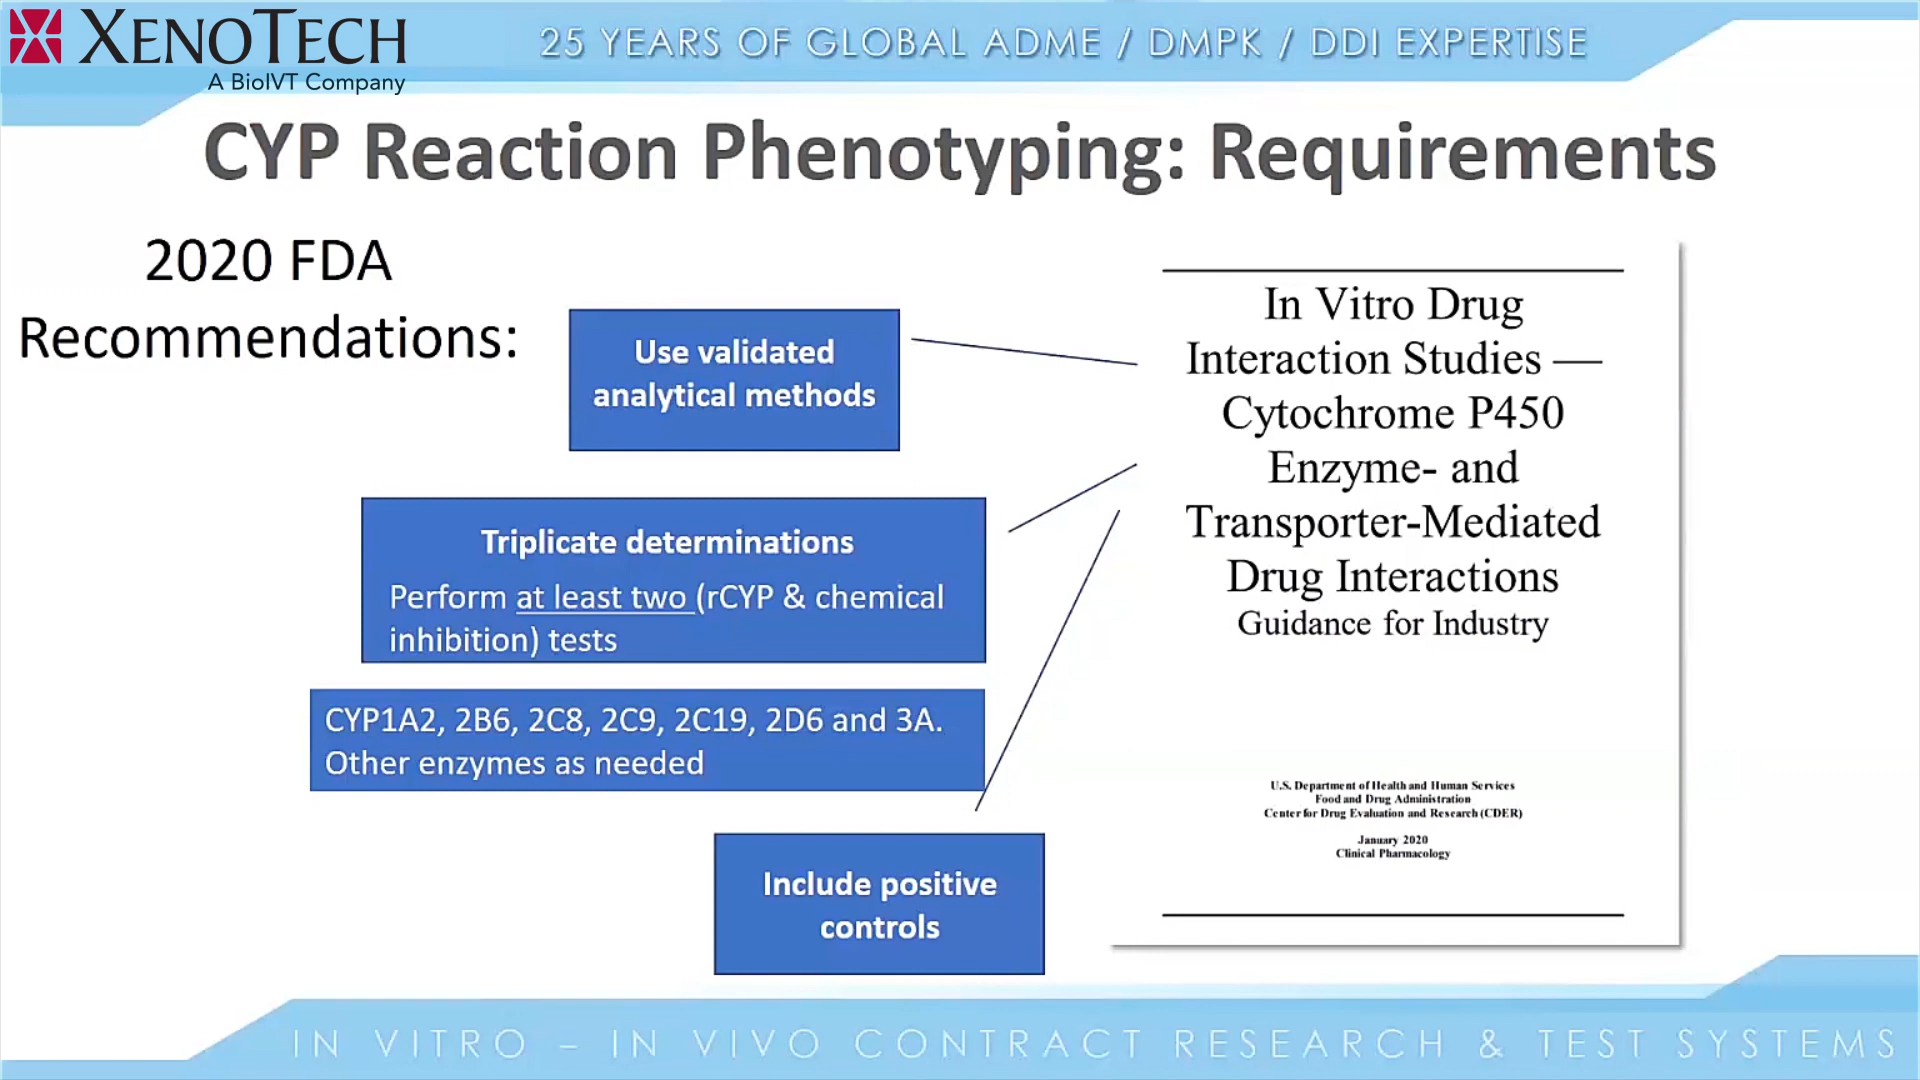 XENOTECH
A BioIVT Company
25 YEARS OF GLOBAL ADME / DMPK / DDI EXPERTISE
CYP Reaction Phenotyping: Requirements
2020 FDA
Recommendations:
Use validated
analytical methods
Triplicate determinations
Perform at least two (rCYP & chemical
inhibition) tests
CYP1A2, 2B6, 2C8, 2C9, 2C19, 2D6 and 3A.
Other enzymes as needed
Include positive
controls
In Vitro Drug
Interaction Studies —
Cytochrome P450
Enzyme- and
Transporter-Mediated
Drug Interactions
Guidance for Industry
U.S. Department of Health and Human Services
Food and Drug Administration
Center for Drug Evaluation and Research (CDER)
January 2020
Clinical Pharmacology
IN VITRO – IN VIVO CONTRACT RESEARCH & TEST SYSTEMS